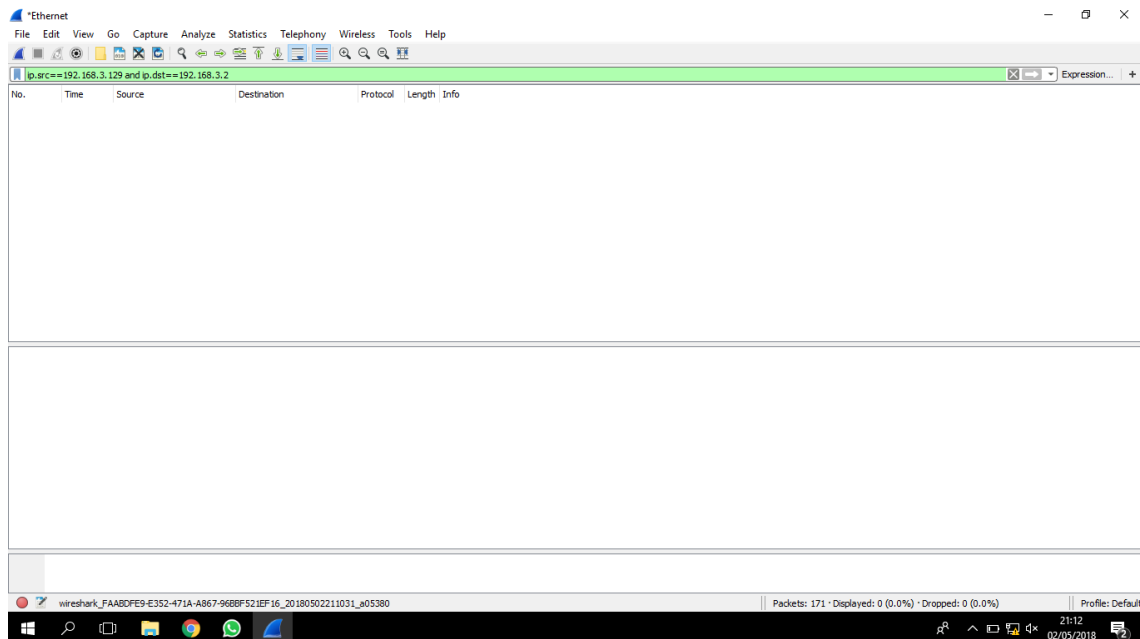 *Ethernet
File Edit View Go Capture Analyze Statistics Telephony Wireless Tools Help
ip.src==192.168.3.129 and ip.dst==192.168.3.2 Expression... +
No. Time Source Destination Protocol Length Info
wireshark_FAABDFE9-E352-471A-A867-96BBF521EF16_20180502211031_a05380 Packets: 171 · Displayed: 0 (0.0%) · Dropped: 0 (0.0%) Profile: Default
21:12
02/05/2018
2